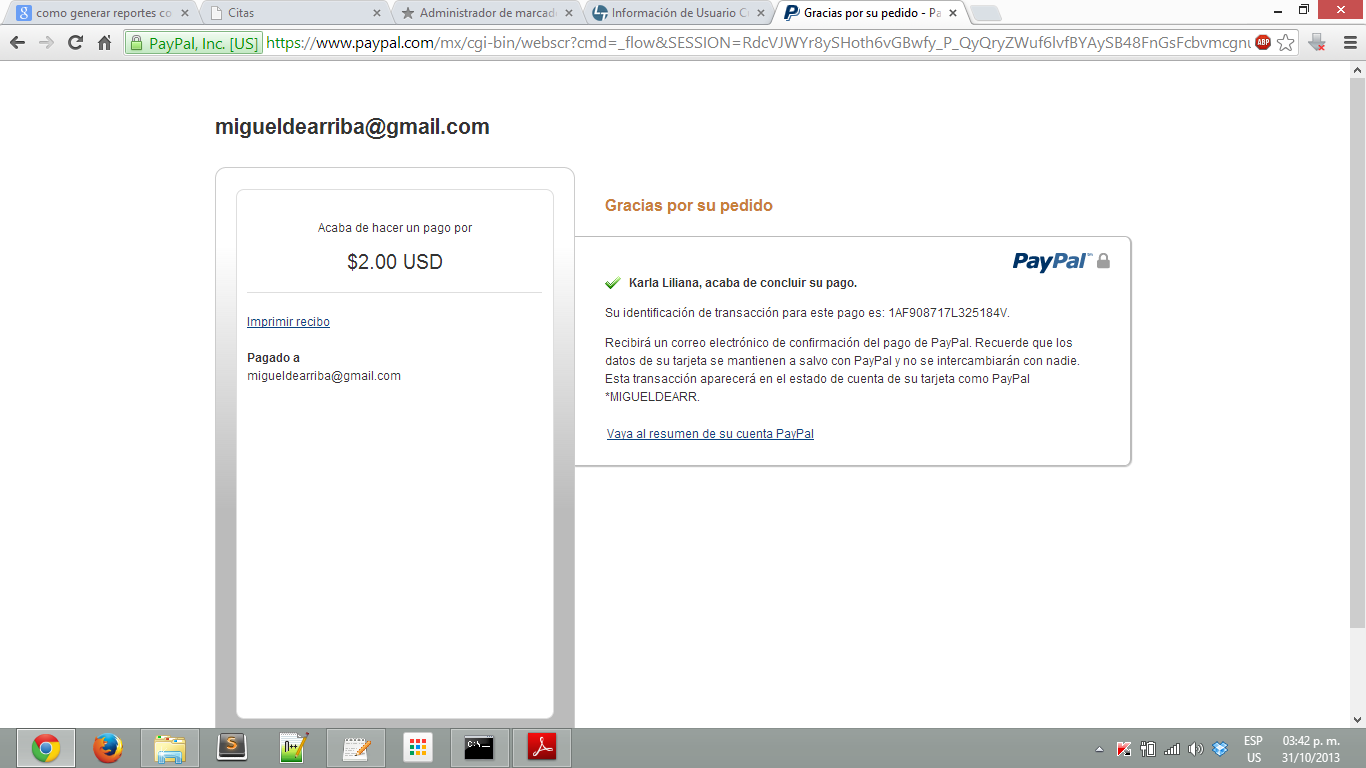 como generar reportes co
Citas
Administrador de marcad
Información de Usuario C
Gracias por su pedido - Pa
PayPal, Inc. [US] https://www.paypal.com/mx/cgi-bin/webscr?cmd=_flow&SESSION=RdcVJWYr8ySHoth6vGBwfy_P_QyQryZWuf6lvfBYAySB48FnGsFcbvmcgnu
ABP
migueldearriba@gmail.com
Acaba de hacer un pago por
$2.00 USD
Imprimir recibo
Pagado a
migueldearriba@gmail.com
Gracias por su pedido
PayPal
Karla Liliana, acaba de concluir su pago.
Su identificación de transacción para este pago es: 1AF908717L325184V.
Recibirá un correo electrónico de confirmación del pago de PayPal. Recuerde que los
datos de su tarjeta se mantienen a salvo con PayPal y no se intercambiarán con nadie.
Esta transacción aparecerá en el estado de cuenta de su tarjeta como PayPal
*MIGUELDEARR.
Vaya al resumen de su cuenta PayPal
ESP
US
03:42 p. m.
31/10/2013